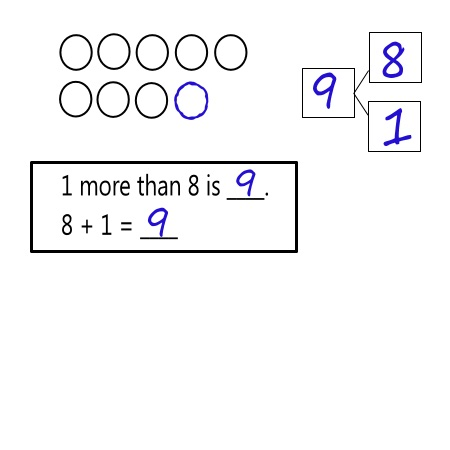 8
9
1
1 more than 8 is 9.
8 + 1 = 9